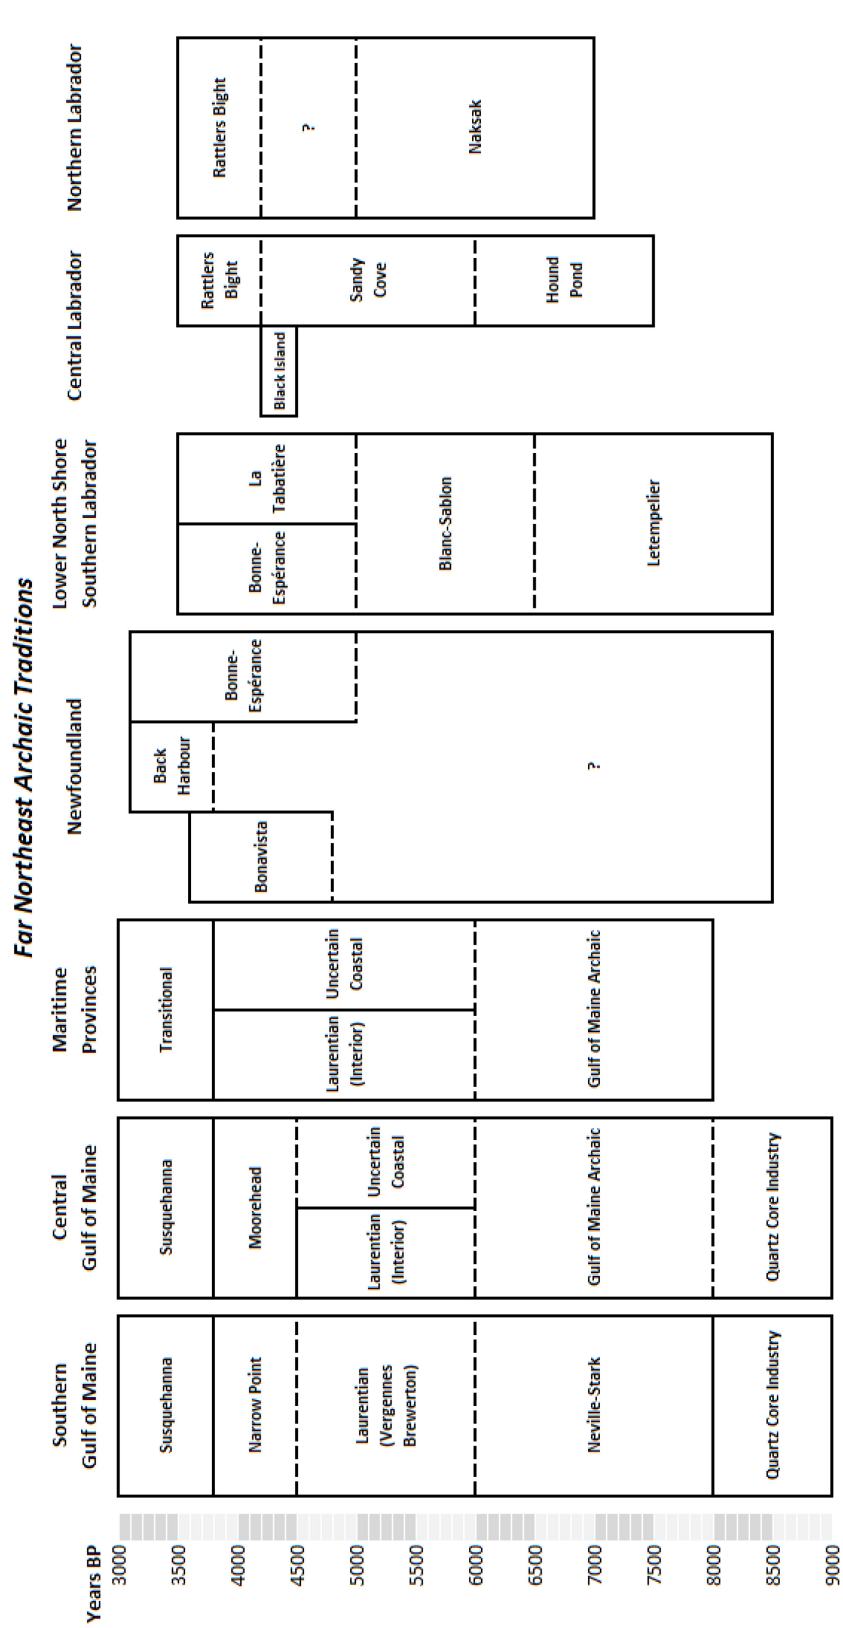 Far Northeast Archaic Traditions
Years BP
Southern
Gulf of Maine
Central
Gulf of Maine
Maritime
Provinces
Newfoundland
Lower North Shore
Southern Labrador
Central Labrador
Northern Labrador
3000
3500
4000
4500
5000
5500
6000
6500
7000
7500
8000
8500
9000
Susquehanna
Narrow Point
Laurentian
(Vergennes
Brewerton)
Neville-Stark
Quartz Core Industry
Susquehanna
Moorehead
Laurentian
(Interior)
Uncertain
Coastal
Gulf of Maine Archaic
Quartz Core Industry
Transitional
Laurentian
(Interior)
Uncertain
Coastal
Gulf of Maine Archaic
Bonavista
Back
Harbour
Bonne-
Espérance
?
Bonne-
Espérance
La
Tabatière
Blanc-Sablon
Letempelier
Black Island
Rattlers
Bight
Sandy
Cove
Hound
Pond
Rattlers Bight
?
Naksak